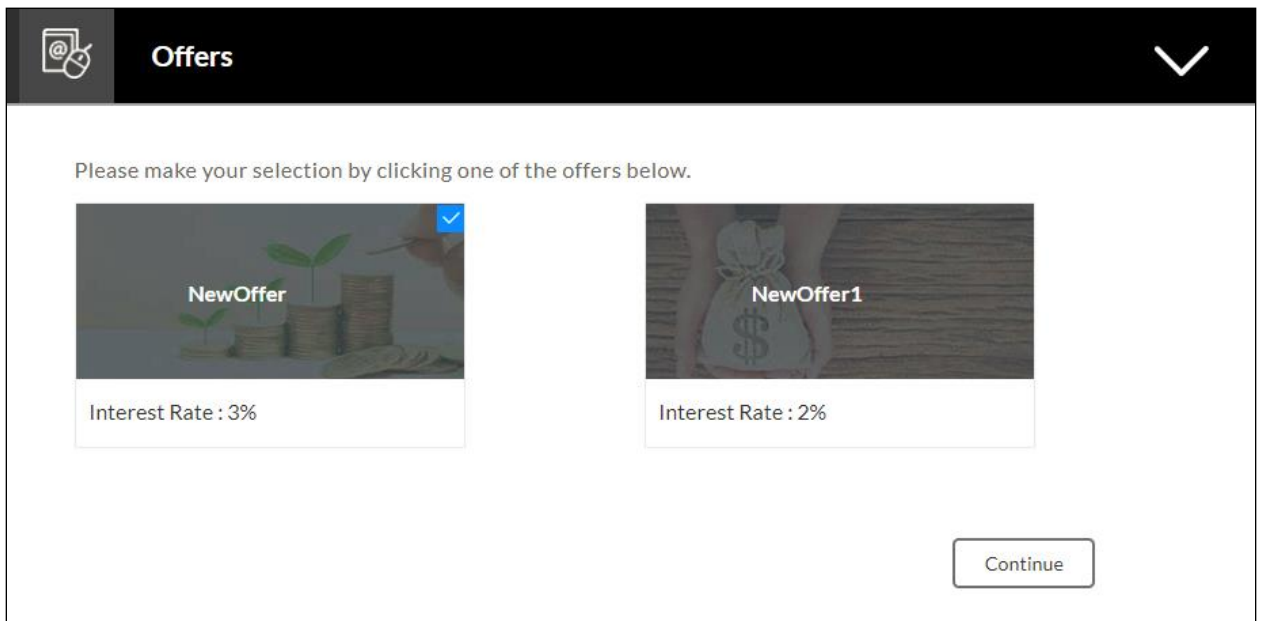 Offers
Please make your selection by clicking one of the offers below.
NewOffer
NewOffer1
Interest Rate : 3%
Interest Rate : 2%
Continue